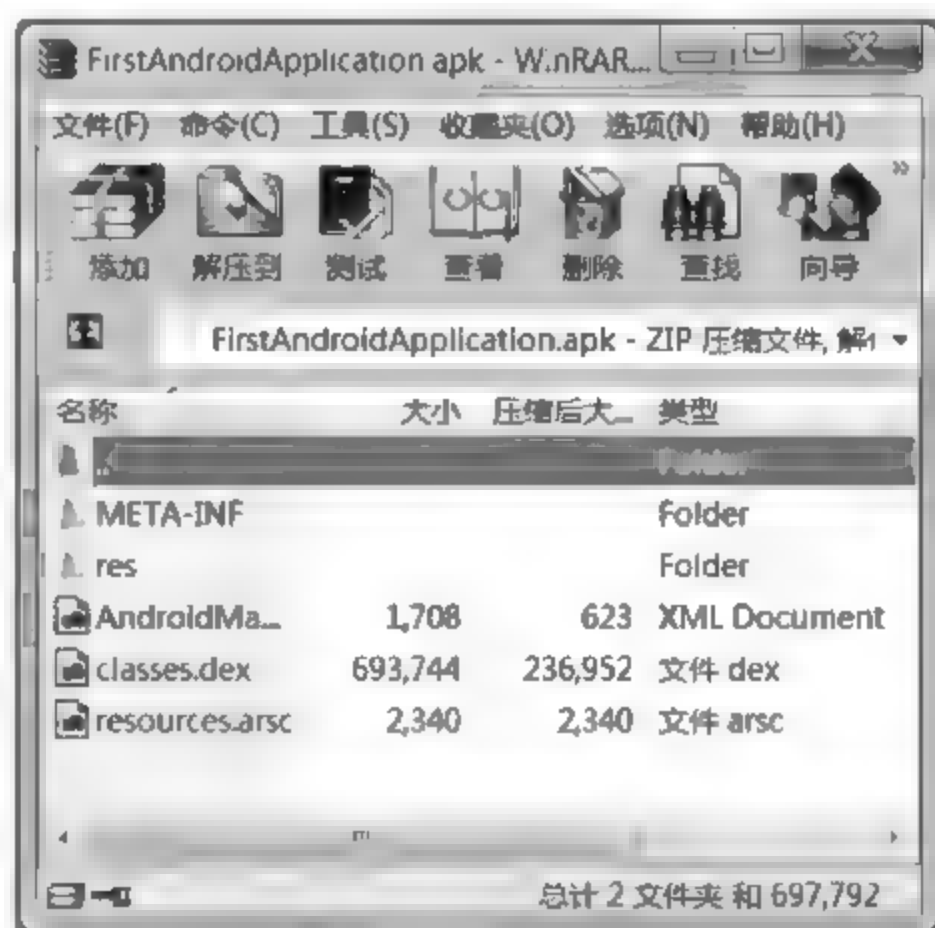 FirstAndroidApplication apk - WinRAR...
文件(F) 命令(C) 工具(S) 收藏夹(O) 选项(N) 帮助(H)
添加 解压到 测试 查看 删除 查找 向导
FirstAndroidApplication.apk - ZIP 压缩文件, 解
名称 大小 压缩后大... 类型
..
META-INF Folder
res Folder
AndroidMa... 1,708 623 XML Document
classes.dex 693,744 236,952 文件 dex
resources.arsc 2,340 2,340 文件 arsc
总计 2 文件夹 和 697,792